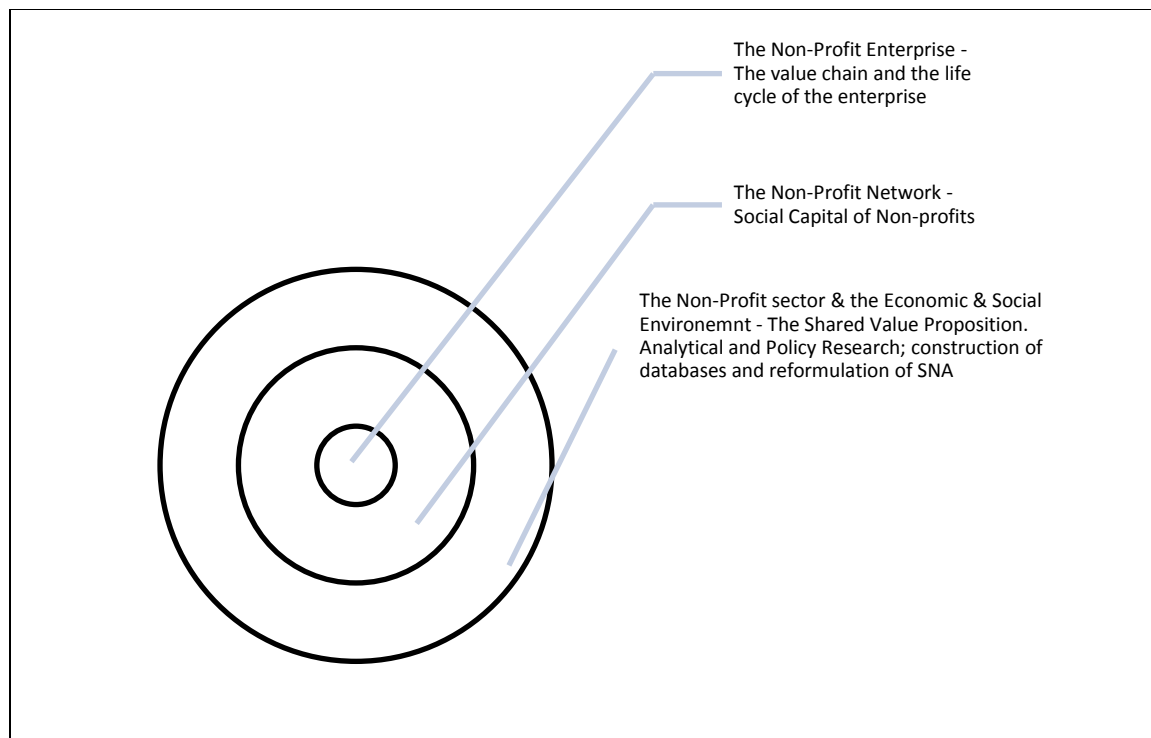 The Non-Profit Enterprise -
The value chain and the life
cycle of the enterprise
The Non-Profit Network -
Social Capital of Non-profits
The Non-Profit sector & the Economic & Social
Environemnt - The Shared Value Proposition.
Analytical and Policy Research; construction of
databases and reformulation of SNA